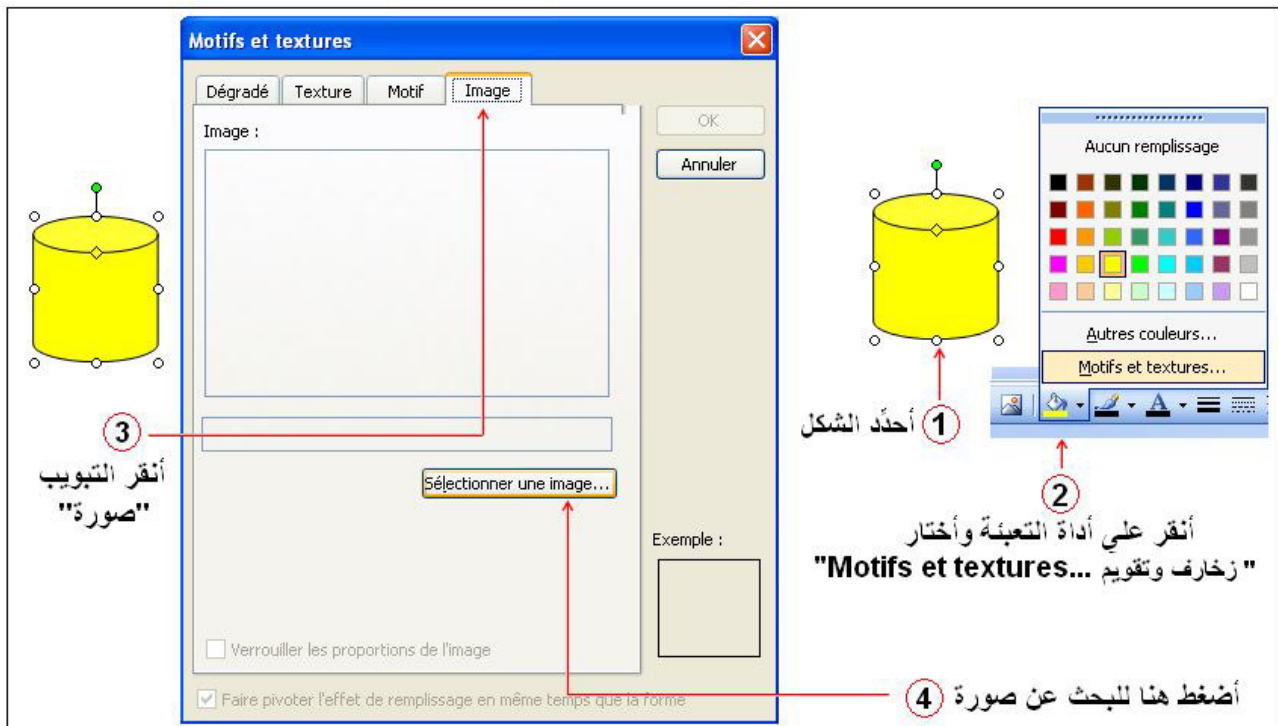 Motifs et textures
Dégradé Texture Motif Image
Image :
OK
Annuler
Sélectionner une image...
Exemple :
Verrouiller les proportions de l'image
Faire pivoter l'effet de remplissage en même temps que la forme
Aucun remplissage
Autres couleurs...
Motifs et textures...
A
1 أحدِّد الشكل
2
أنقر على أداة التعبئة وأختار
" زخارف وتقويم ...Motifs et textures"
3
أنقر التبويب
"صورة"
4 أضغط هنا للبحث عن صورة